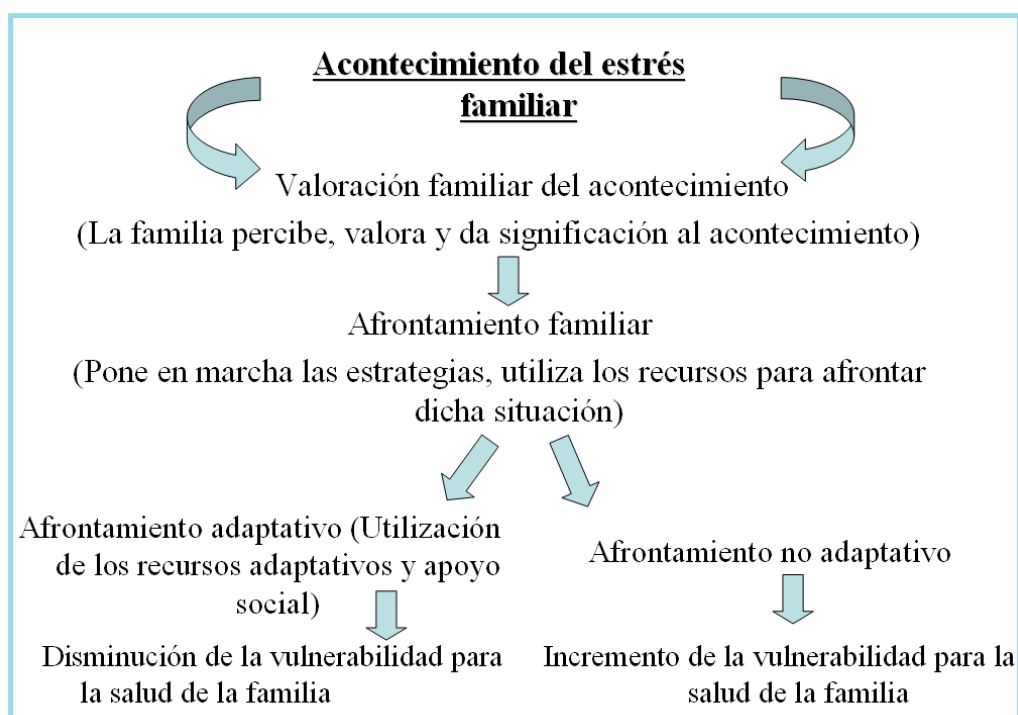 Acontecimiento del estrés
familiar
Valoración familiar del acontecimiento
(La familia percibe, valora y da significación al acontecimiento)
Afrontamiento familiar
(Pone en marcha las estrategias, utiliza los recursos para afrontar
dicha situación)
Afrontamiento adaptativo (Utilización
de los recursos adaptativos y apoyo
social)
Afrontamiento no adaptativo
Disminución de la vulnerabilidad para
la salud de la familia
Incremento de la vulnerabilidad para la
salud de la familia